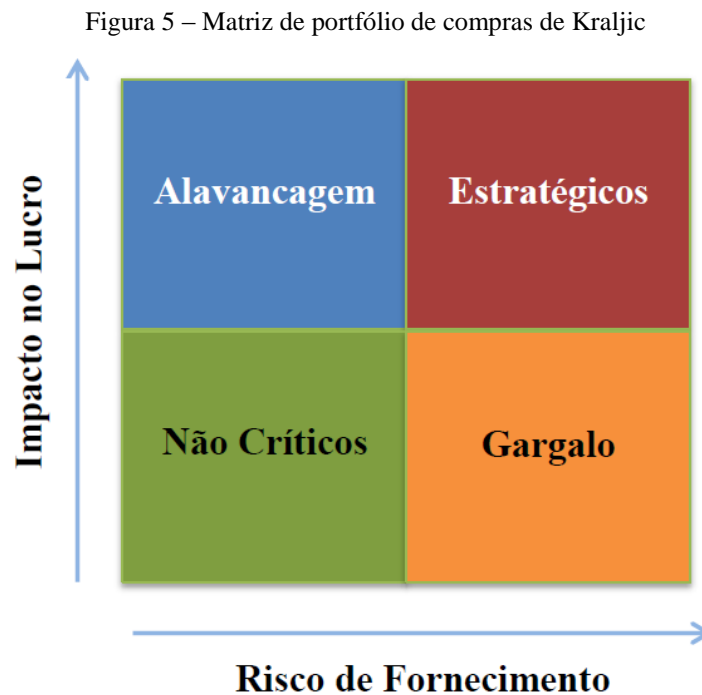 Figura 5 – Matriz de portfólio de compras de Kraljic
Impacto no Lucro
Alavancagem
Estratégicos
Não Críticos
Gargalo
Risco de Fornecimento